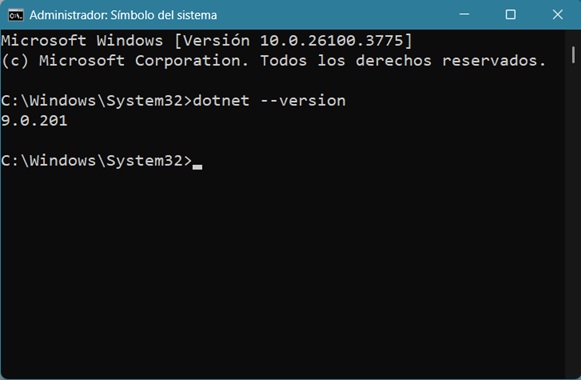 Administrador: Símbolo del sistema
Microsoft Windows [Versión 10.0.26100.3775]
(c) Microsoft Corporation. Todos los derechos reservados.
C:\Windows\System32>dotnet --version
9.0.201
C:\Windows\System32>